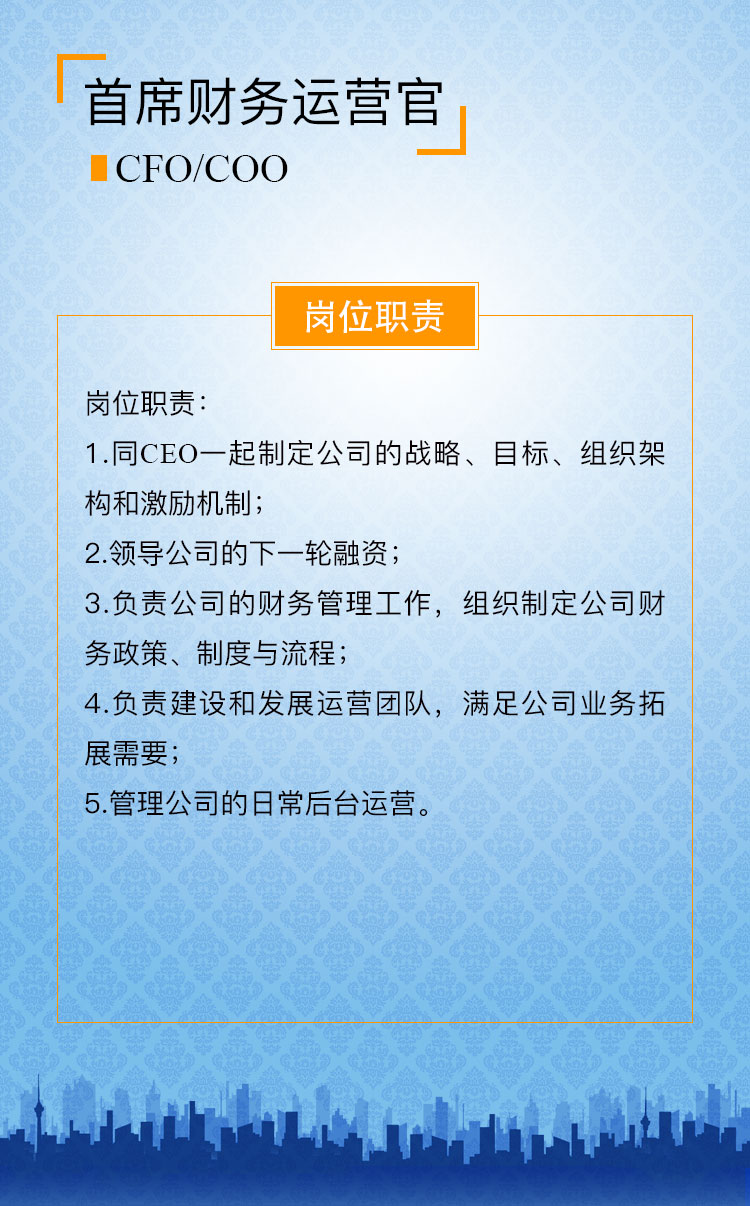 首席财务运营官
CFO/COO
岗位职责
岗位职责：
1.同CEO一起制定公司的战略、目标、组织架
构和激励机制；
2.领导公司的下一轮融资；
3.负责公司的财务管理工作，组织制定公司财
务政策、制度与流程；
4.负责建设和发展运营团队，满足公司业务拓
展需要；
5.管理公司的日常后台运营。